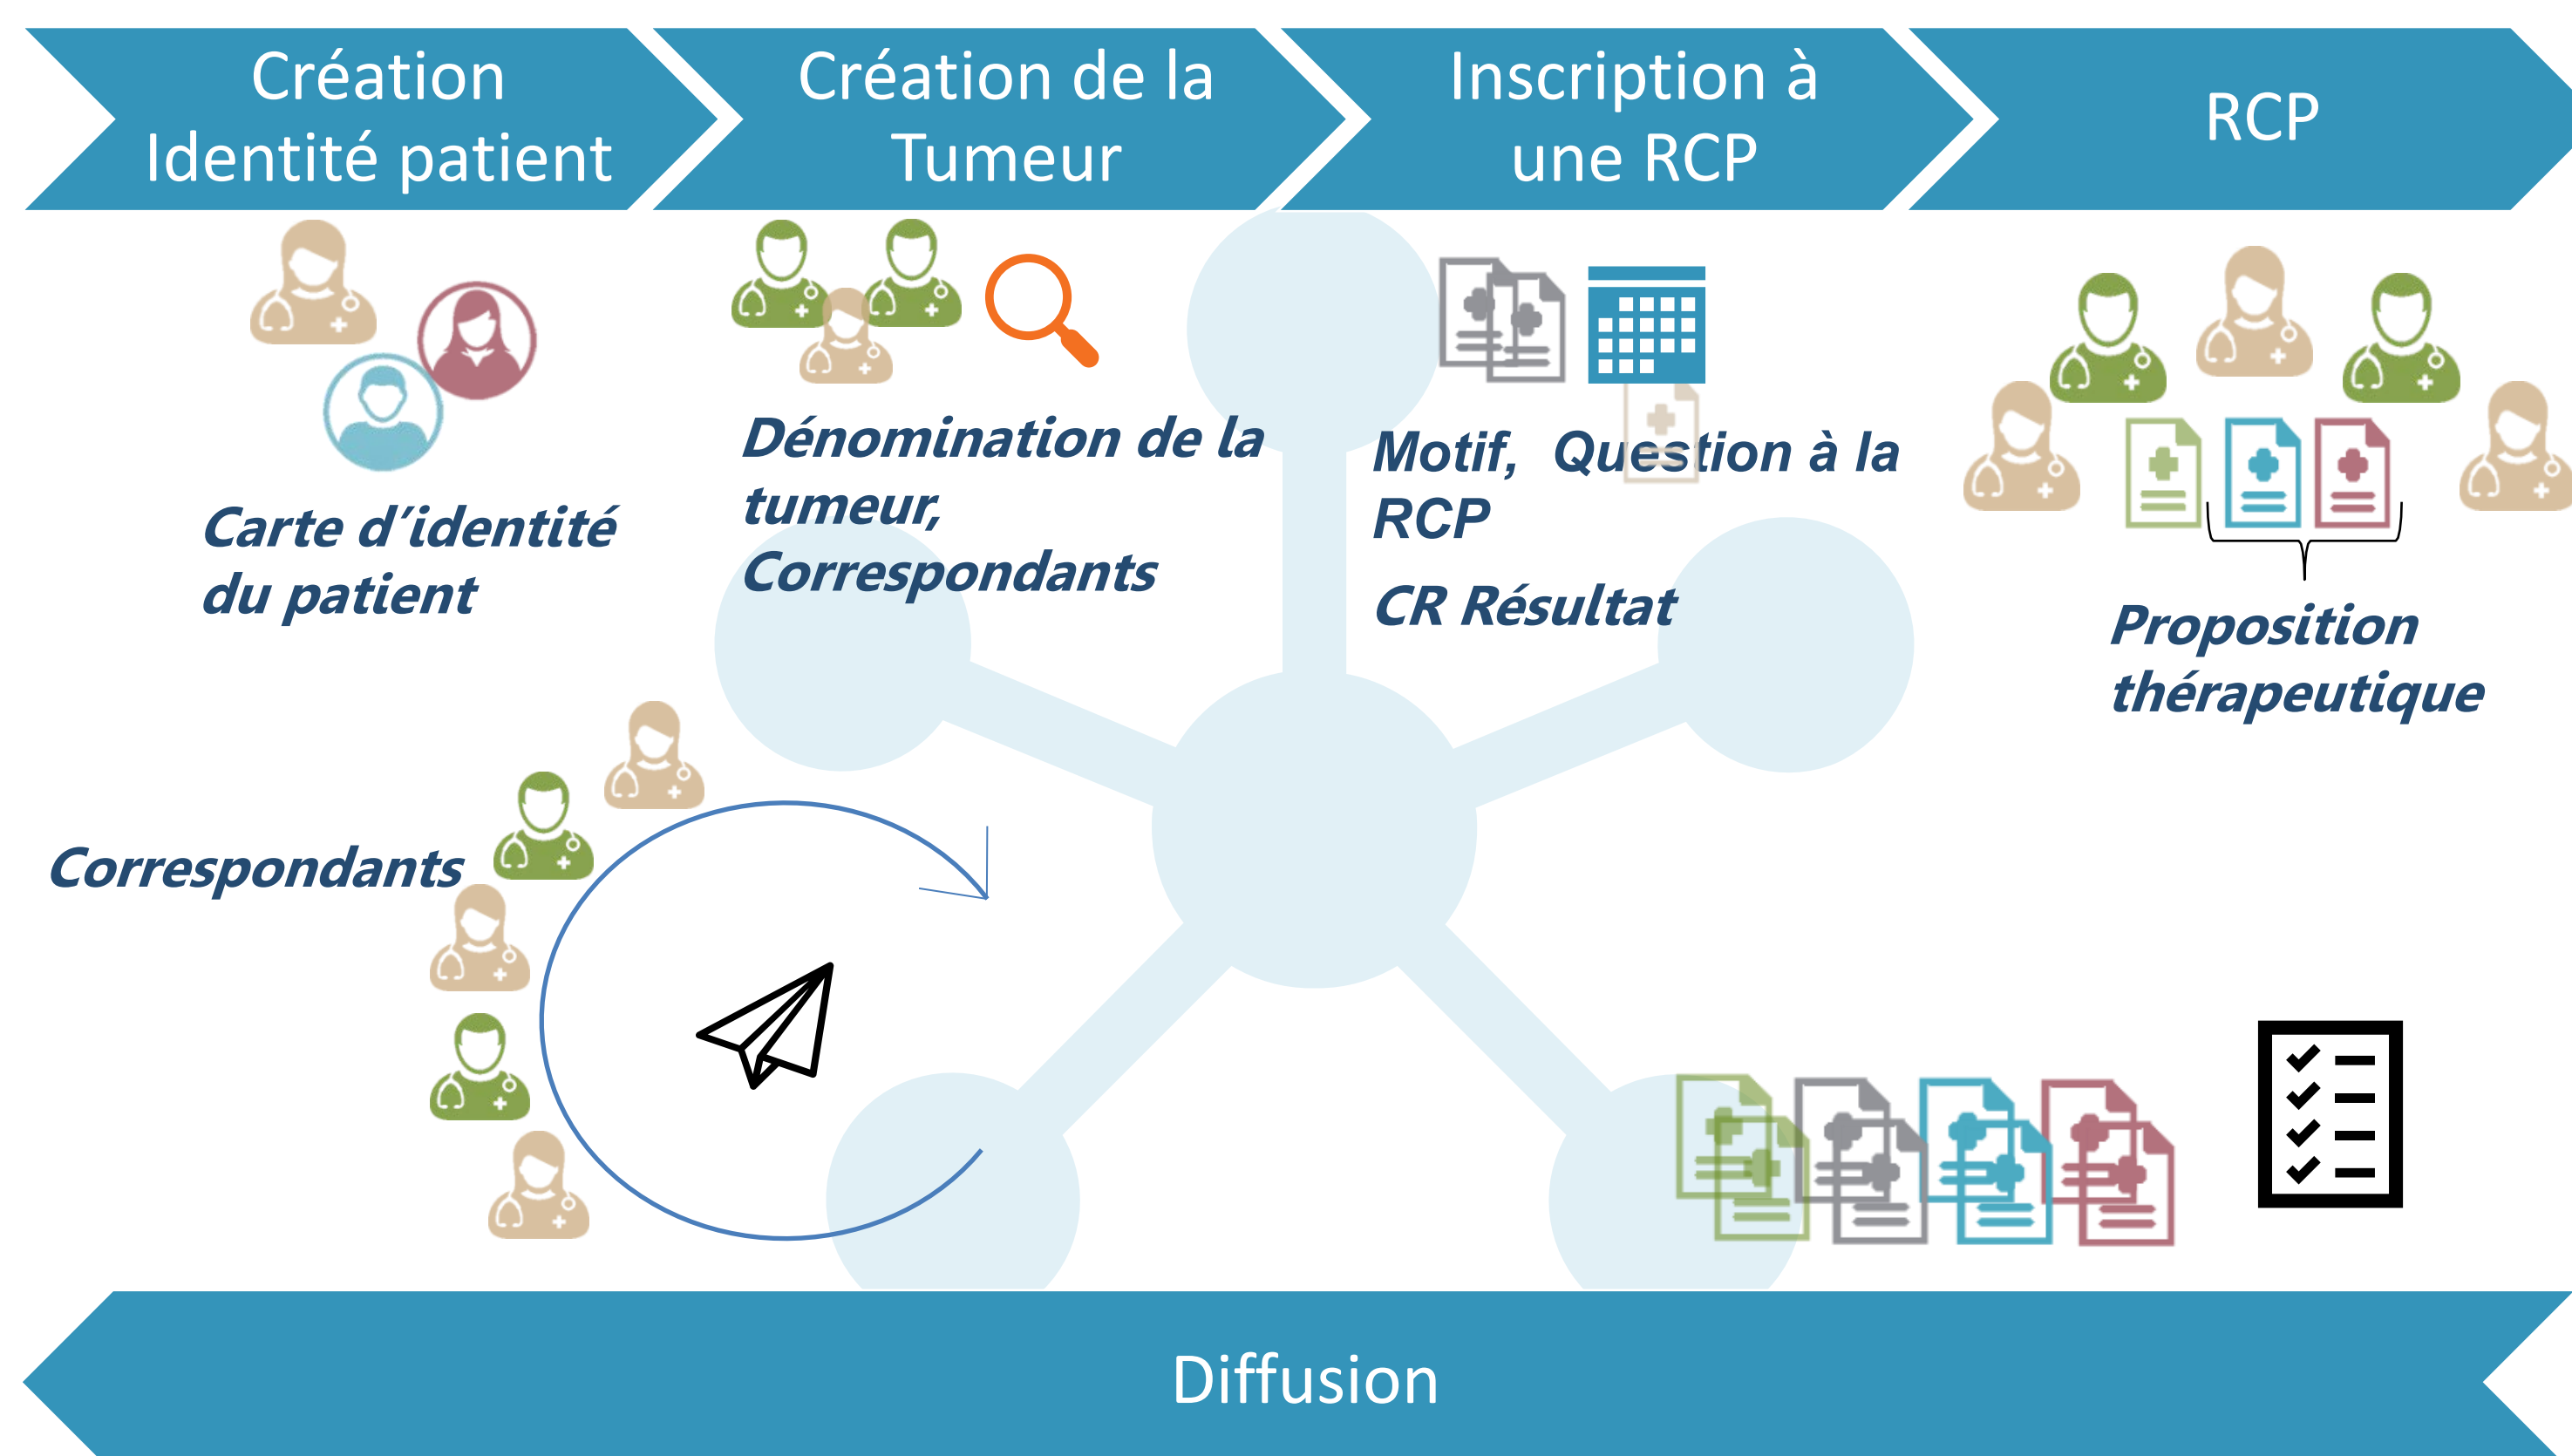 Création
Identité patient
Création de la
Tumeur
Inscription à
une RCP
RCP
Carte d’identité
du patient
Dénomination de la
tumeur,
Correspondants
Motif,  Question à la
RCP
CR Résultat
Proposition
thérapeutique
Correspondants
Diffusion